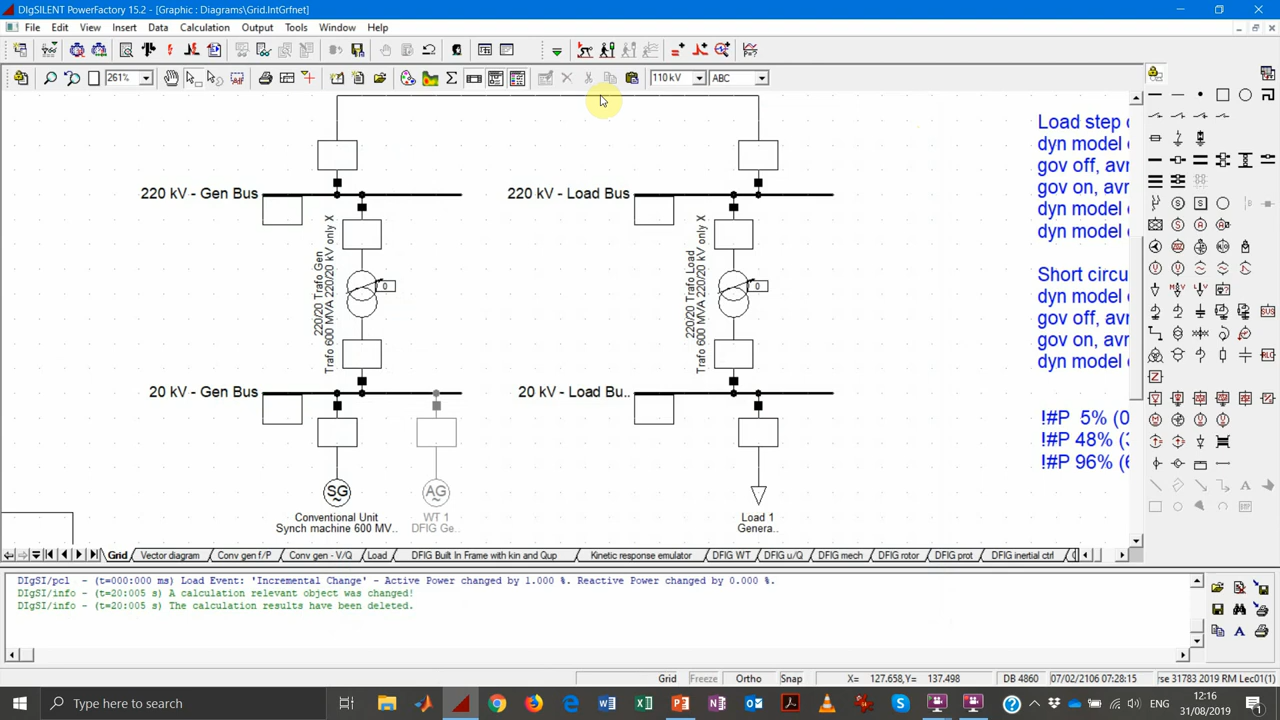 DIgSILENT PowerFactory 15.2 - [Graphic : Diagrams\Grid.IntGrfnet]
File Edit View Insert Data Calculation Output Tools Window Help
261% 110 kV ABC
220 kV - Gen Bus
220 kV - Load Bus
220/20 Trafo Gen
Trafo 600 MVA 220/20 kV only X
0
220/20 Trafo Load
Trafo 600 MVA 220/20 kV only X
0
20 kV - Gen Bus
20 kV - Load Bu..
SG
Conventional Unit
Synch machine 600 MV..
AG
WT 1
DFIG Ge..
Load 1
Genera..
Load step
dyn model
gov off, avr
gov on, avr
dyn model
dyn model
Short circu
dyn model
gov off, avr
gov on, avr
dyn model
!#P 5% (0
!#P 48% (3
!#P 96% (6
Grid Vector diagram Conv gen f/P Conv gen - V/Q Load DFIG Built In Frame with kin and Qup Kinetic response emulator DFIG WT DFIG u/Q DFIG mech DFIG rotor DFIG prot DFIG inertial ctrl
DIgSI/pcl - (t=000:000 ms) Load Event: 'Incremental Change' - Active Power changed by 1.000 %. Reactive Power changed by 0.000 %.
DIgSI/info - (t=20:005 s) A calculation relevant object was changed!
DIgSI/info - (t=20:005 s) The calculation results have been deleted.
Grid Freeze Ortho Snap X= 127.658,Y= 137.498 DB 4860 07/02/2106 07:28:15 rse 31783 2019 RM Lec01(1)
Type here to search
12:16
31/08/2019